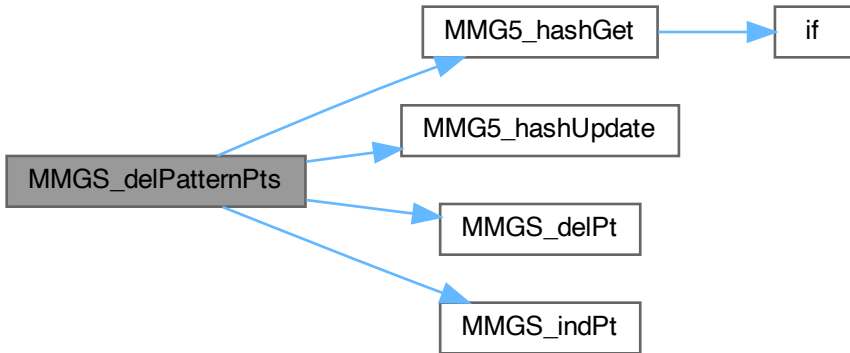 MMG5_hashGet
if
MMG5_hashUpdate
MMGS_delPatternPts
MMGS_delPt
MMGS_indPt